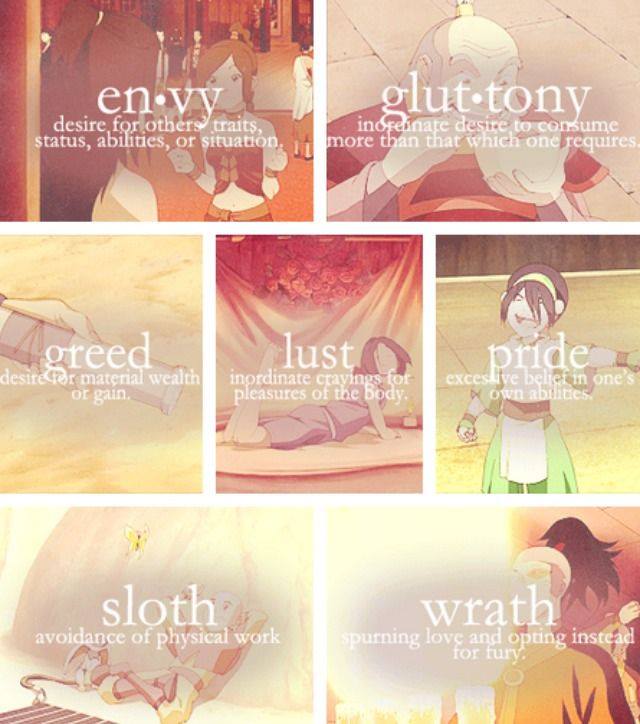 en•vy
desire for others' traits,
status, abilities, or situation.
glut•tony
inordinate desire to consume
more than that which one requires.
greed
desire for material wealth
or gain.
lust
inordinate cravings for
pleasures of the body.
pride
excessive belief in one's
own abilities.
sloth
avoidance of physical work
wrath
spurning love and opting instead
for fury.